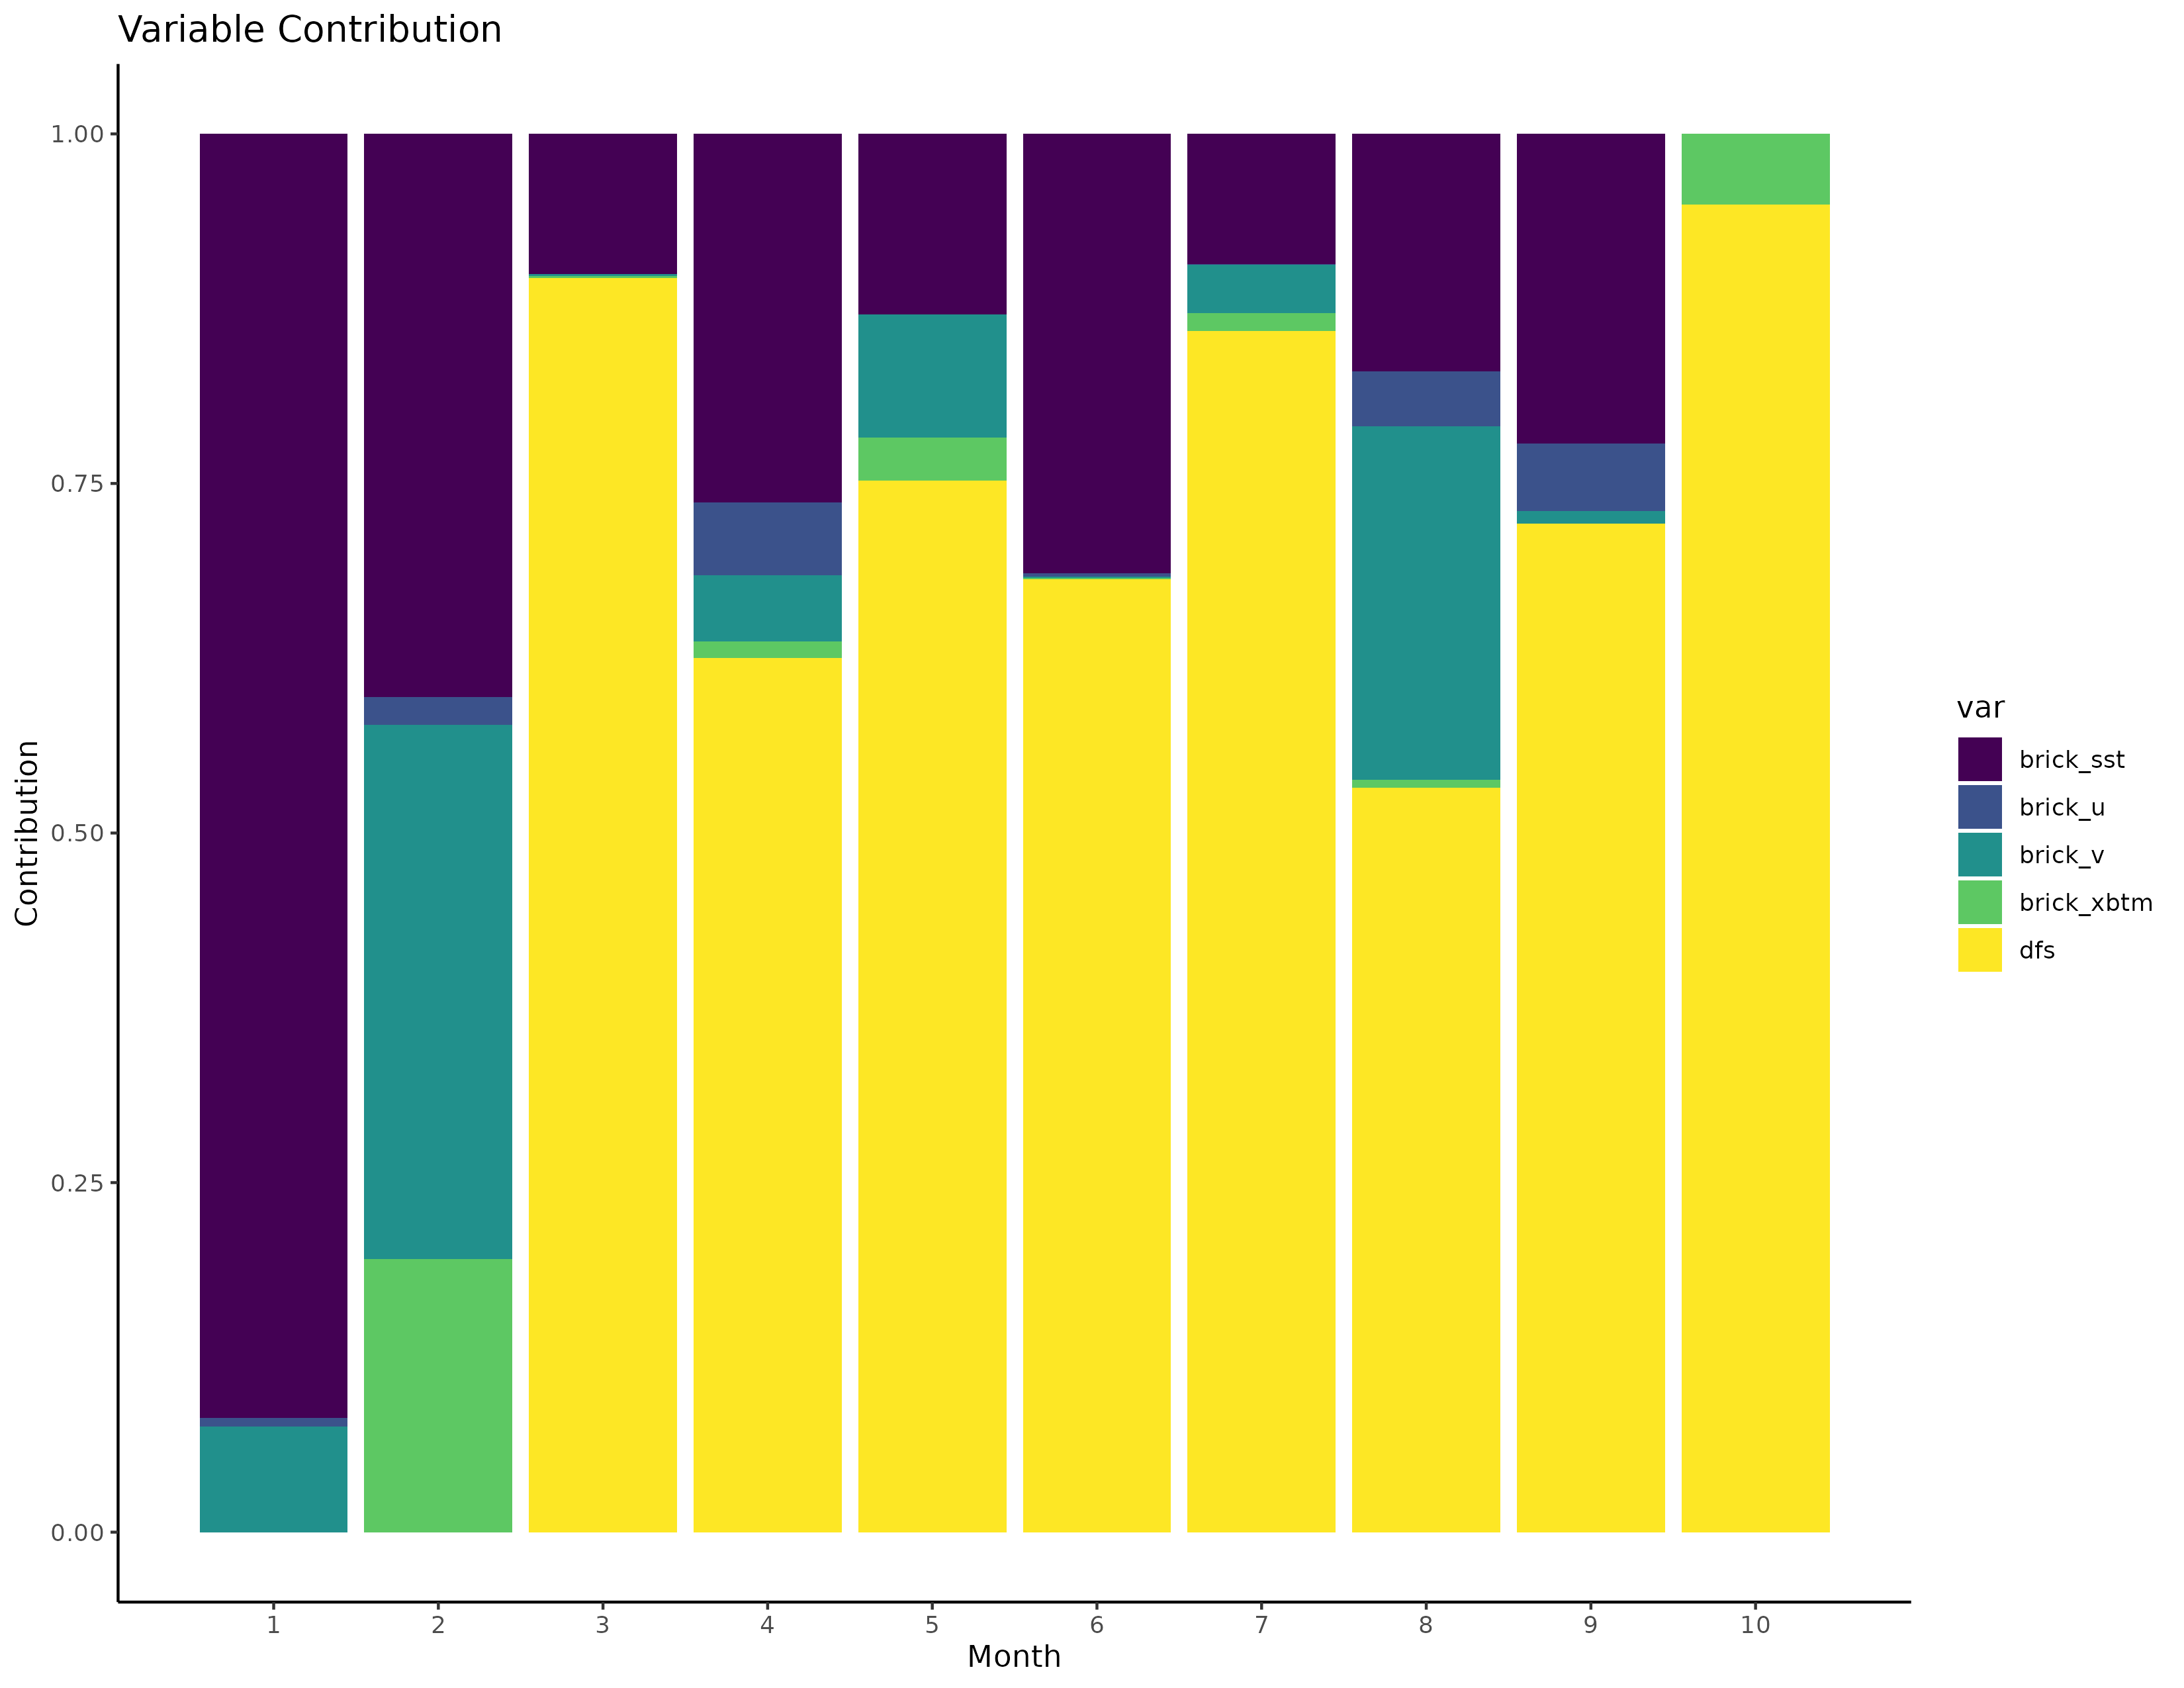 Variable Contribution
Contribution
1.00
0.75
0.50
0.25
0.00
1 2 3 4 5 6 7 8 9 10
Month
var
brick_sst
brick_u
brick_v
brick_xbtm
dfs